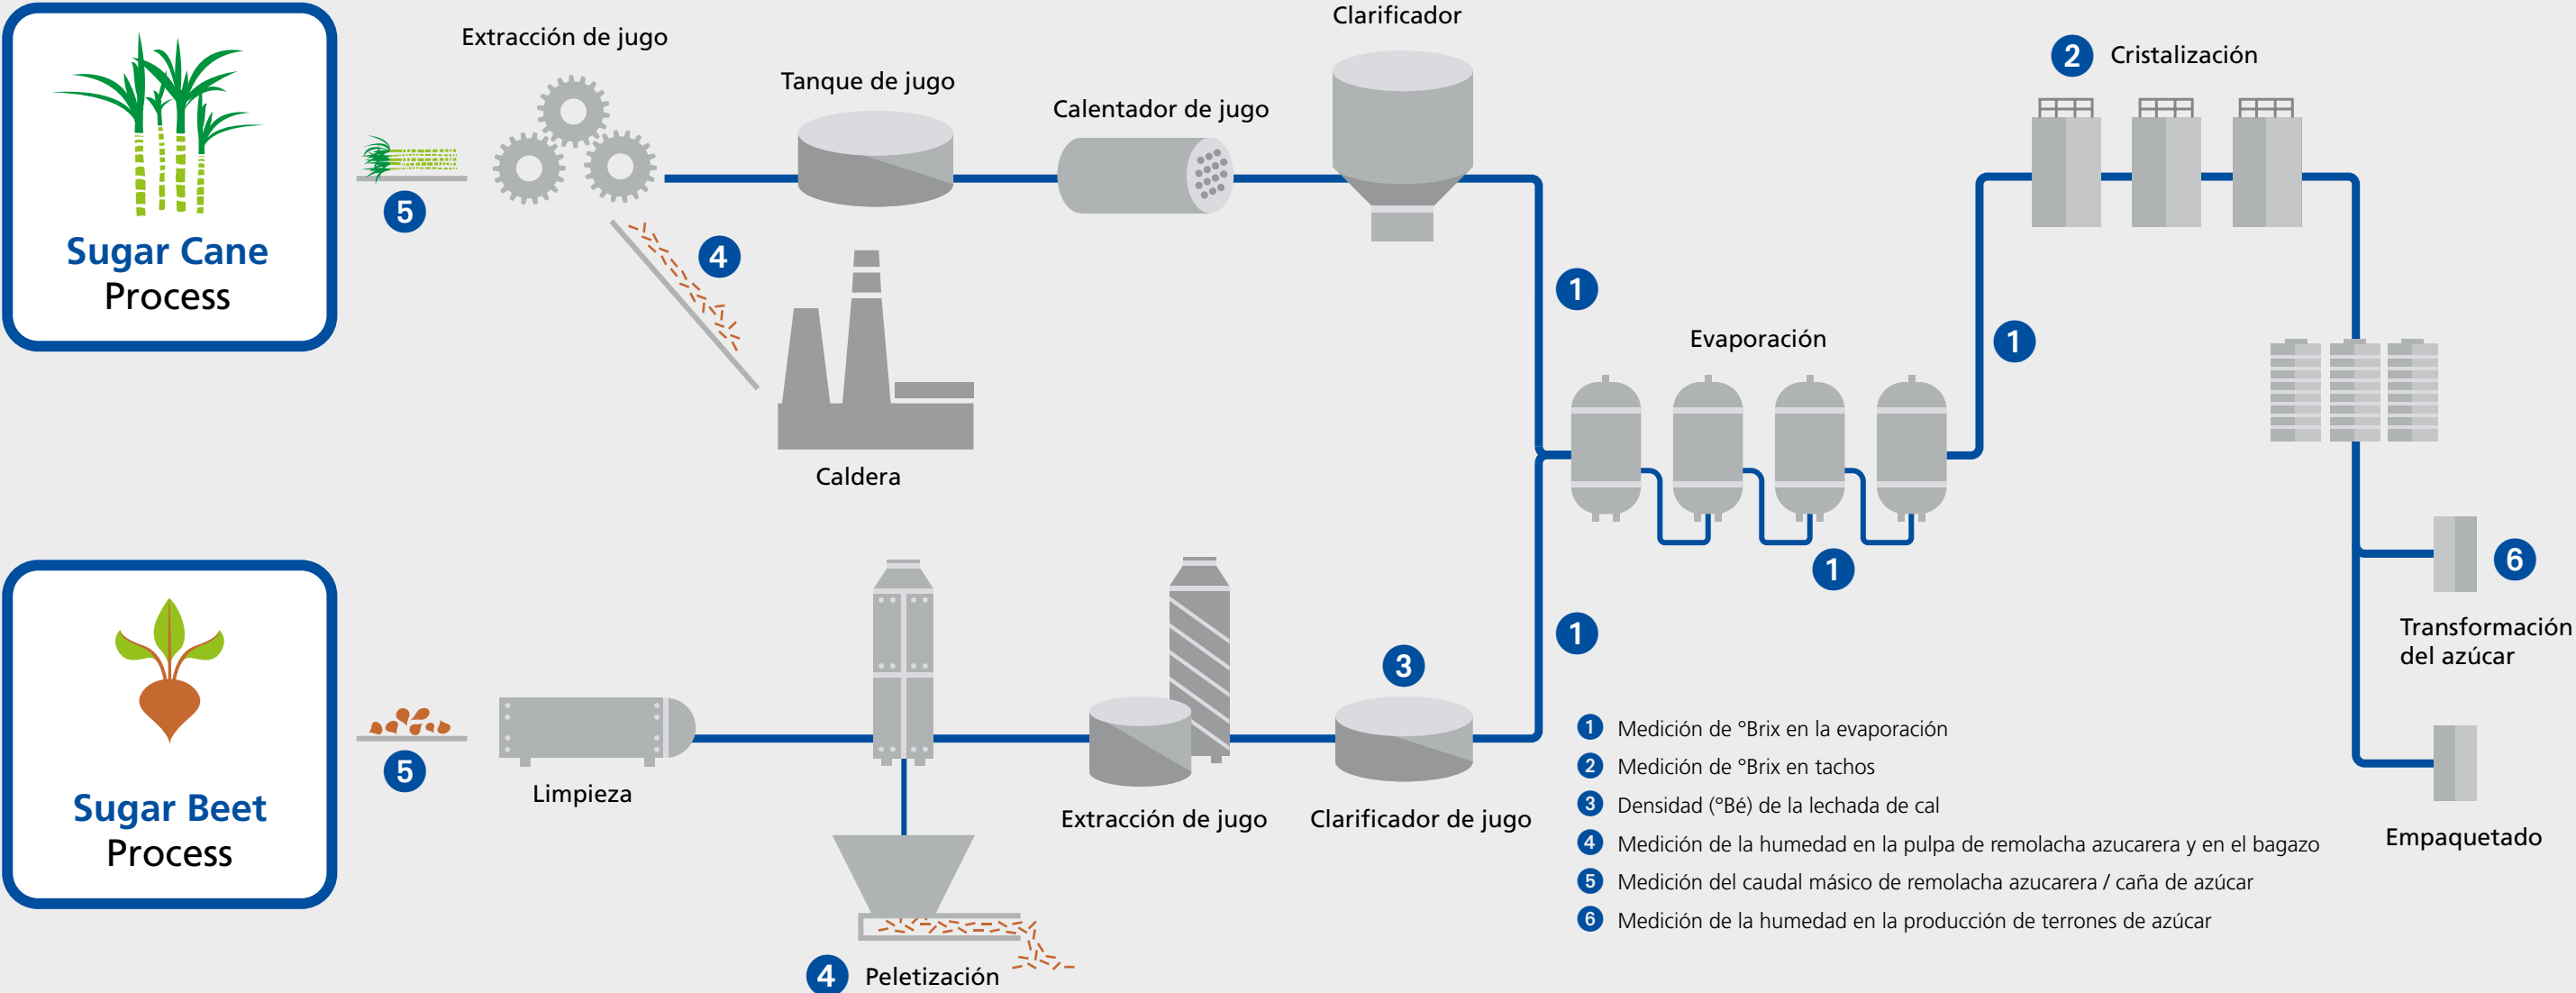 Sugar Cane
Process
5
Extracción de jugo
4
Tanque de jugo
Caldera
Calentador de jugo
Clarificador
1
Evaporación
1
1
2 Cristalización
Sugar Beet
Process
5
Limpieza
4 Peletización
Extracción de jugo
3
Clarificador de jugo
1
6
Transformación
del azúcar
Empaquetado
1 Medición de °Brix en la evaporación
2 Medición de °Brix en tachos
3 Densidad (°Bé) de la lechada de cal
4 Medición de la humedad en la pulpa de remolacha azucarera y en el bagazo
5 Medición del caudal másico de remolacha azucarera / caña de azúcar
6 Medición de la humedad en la producción de terrones de azúcar